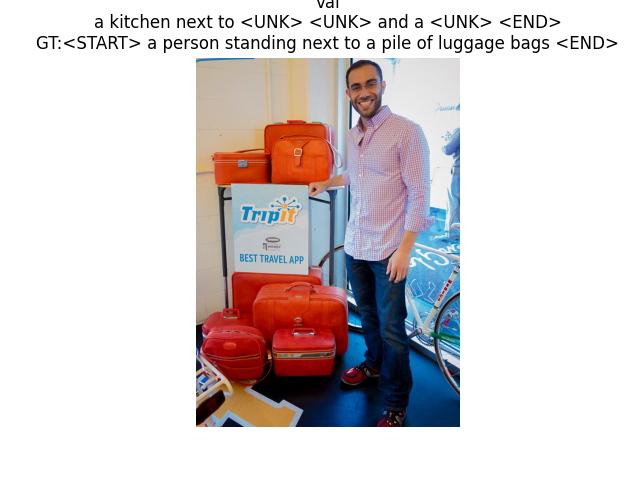 val
a kitchen next to <UNK> <UNK> and a <UNK> <END>
GT:<START> a person standing next to a pile of luggage bags <END>
Tripit
BEST TRAVEL APP